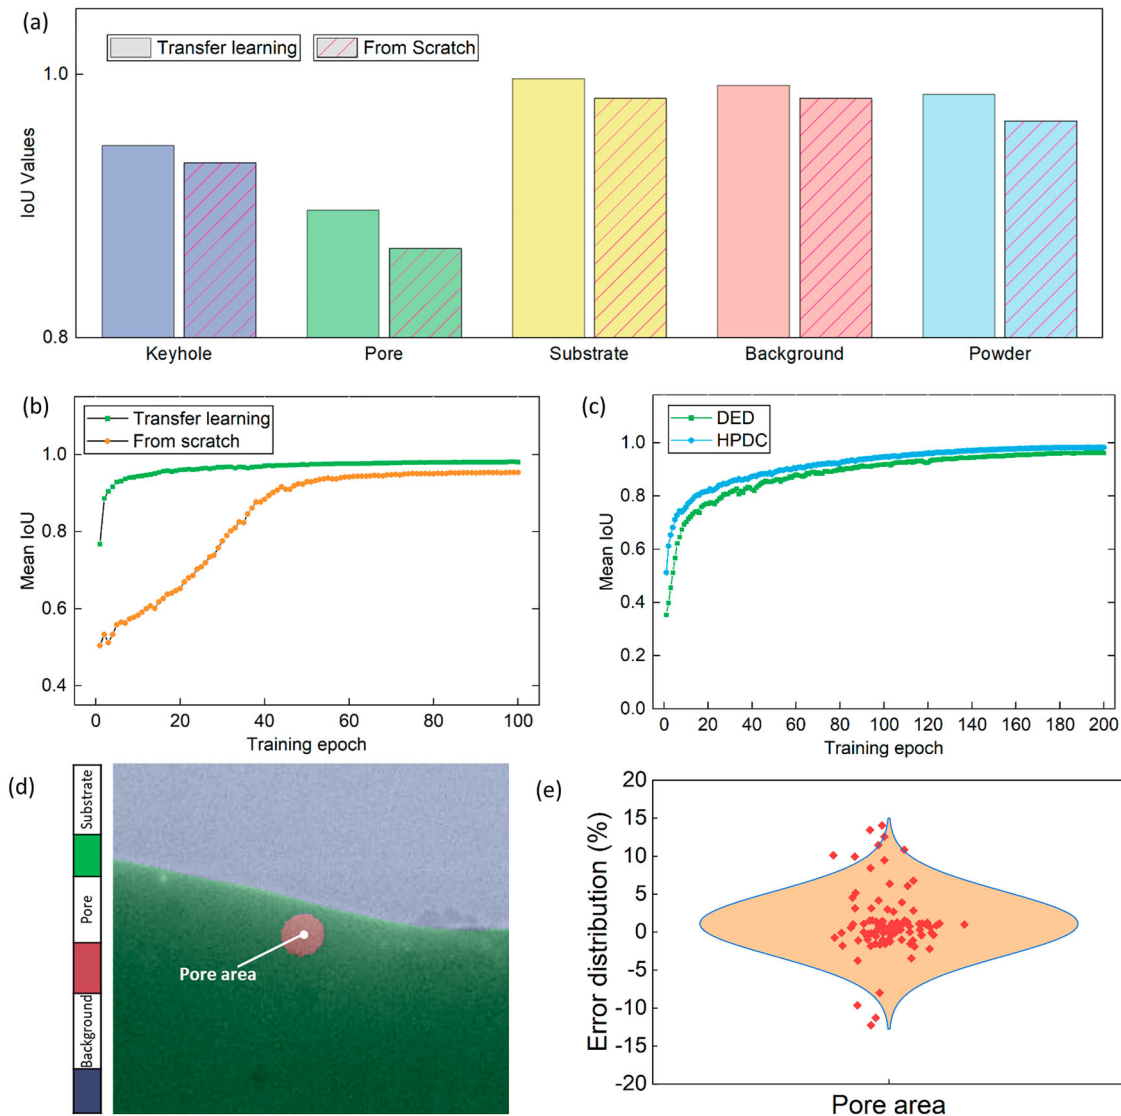 (a)
Transfer learning
From Scratch
1.0
0.8
IoU Values
Keyhole
Pore
Substrate
Background
Powder
(b)
Transfer learning
From scratch
1.0
0.8
0.6
0.4
Mean IoU
0 20 40 60 80 100
Training epoch
(c)
DED
HPDC
1.0
0.8
0.6
0.4
0.2
0.0
Mean IoU
0 20 40 60 80 100 120 140 160 180 200
Training epoch
(d)
Substrate
Pore
Background
Pore area
(e)
20
15
10
5
0
-5
-10
-15
-20
Error distribution (%)
Pore area